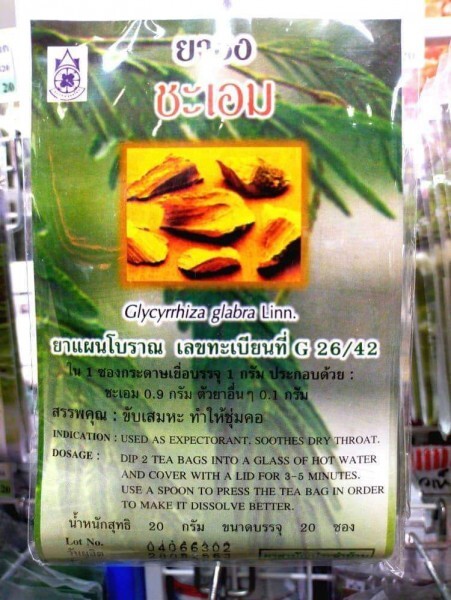 ยาชง
ชะเอม
Glycyrrhiza glabra Linn.
ยาแผนโบราณ เลขทะเบียนที่ G 26/42
ใน 1 ซองกระดาษเยื่อบรรจุ 1 กรัม ประกอบด้วย :
ชะเอม 0.9 กรัม ตัวยาอื่นๆ 0.1 กรัม
สรรพคุณ : ขับเสมหะ ทำให้ชุ่มคอ
INDICATION : USED AS EXPECTORANT, SOOTHES DRY THROAT.
DOSAGE : DIP 2 TEA BAGS INTO A GLASS OF HOT WATER
AND COVER WITH A LID FOR 3-5 MINUTES.
USE A SPOON TO PRESS THE TEA BAG IN ORDER
TO MAKE IT DISSOLVE BETTER.
น้ำหนักสุทธิ 20 กรัม ขนาดบรรจุ 20 ซอง
Lot No. 04066302
วันผลิต